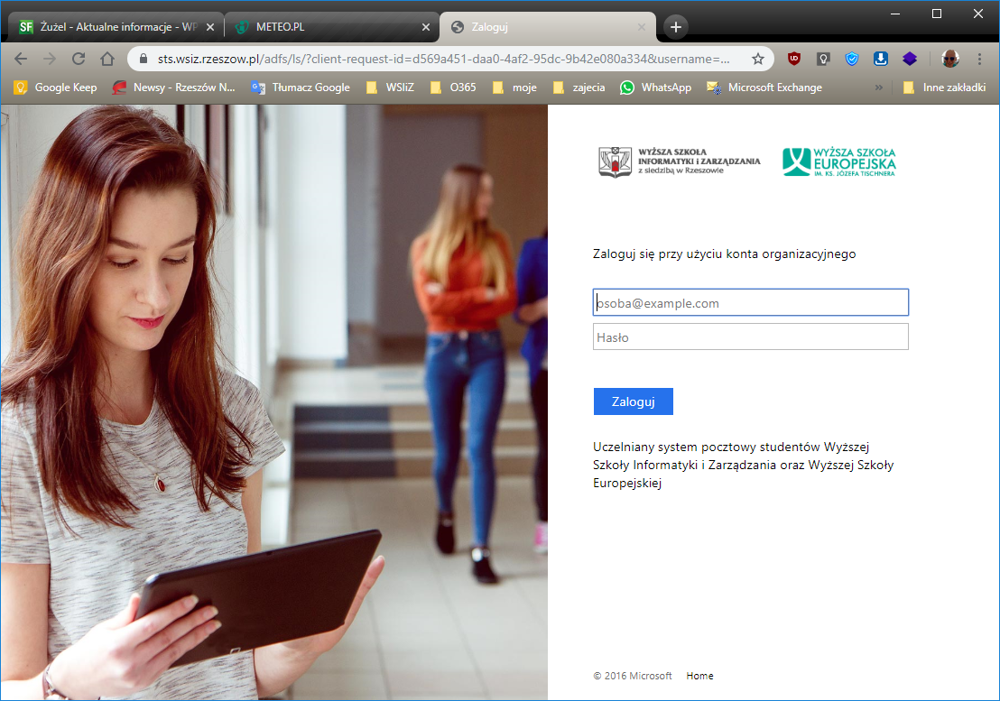 SF Żużel - Aktualne informacje - WP
METEO.PL
Zaloguj
sts.wsiz.rzeszow.pl/adfs/ls/?client-request-id=d569a451-daa0-4af2-95dc-9b42e080a334&username=...
Google Keep
Newsy - Rzeszów N...
Tłumacz Google
WSIiZ
O365
moje
zajecia
WhatsApp
Microsoft Exchange
»
Inne zakładki
WYŻSZA SZKOŁA
INFORMATYKI i ZARZĄDZANIA
z siedzibą w Rzeszowie
WYŻSZA SZKOŁA
EUROPEJSKA
IM. KS. JÓZEFA TISCHNERA
Zaloguj się przy użyciu konta organizacyjnego
osoba@example.com
Hasło
Zaloguj
Uczelniany system pocztowy studentów Wyższej
Szkoły Informatyki i Zarządzania oraz Wyższej Szkoły
Europejskiej
© 2016 Microsoft Home